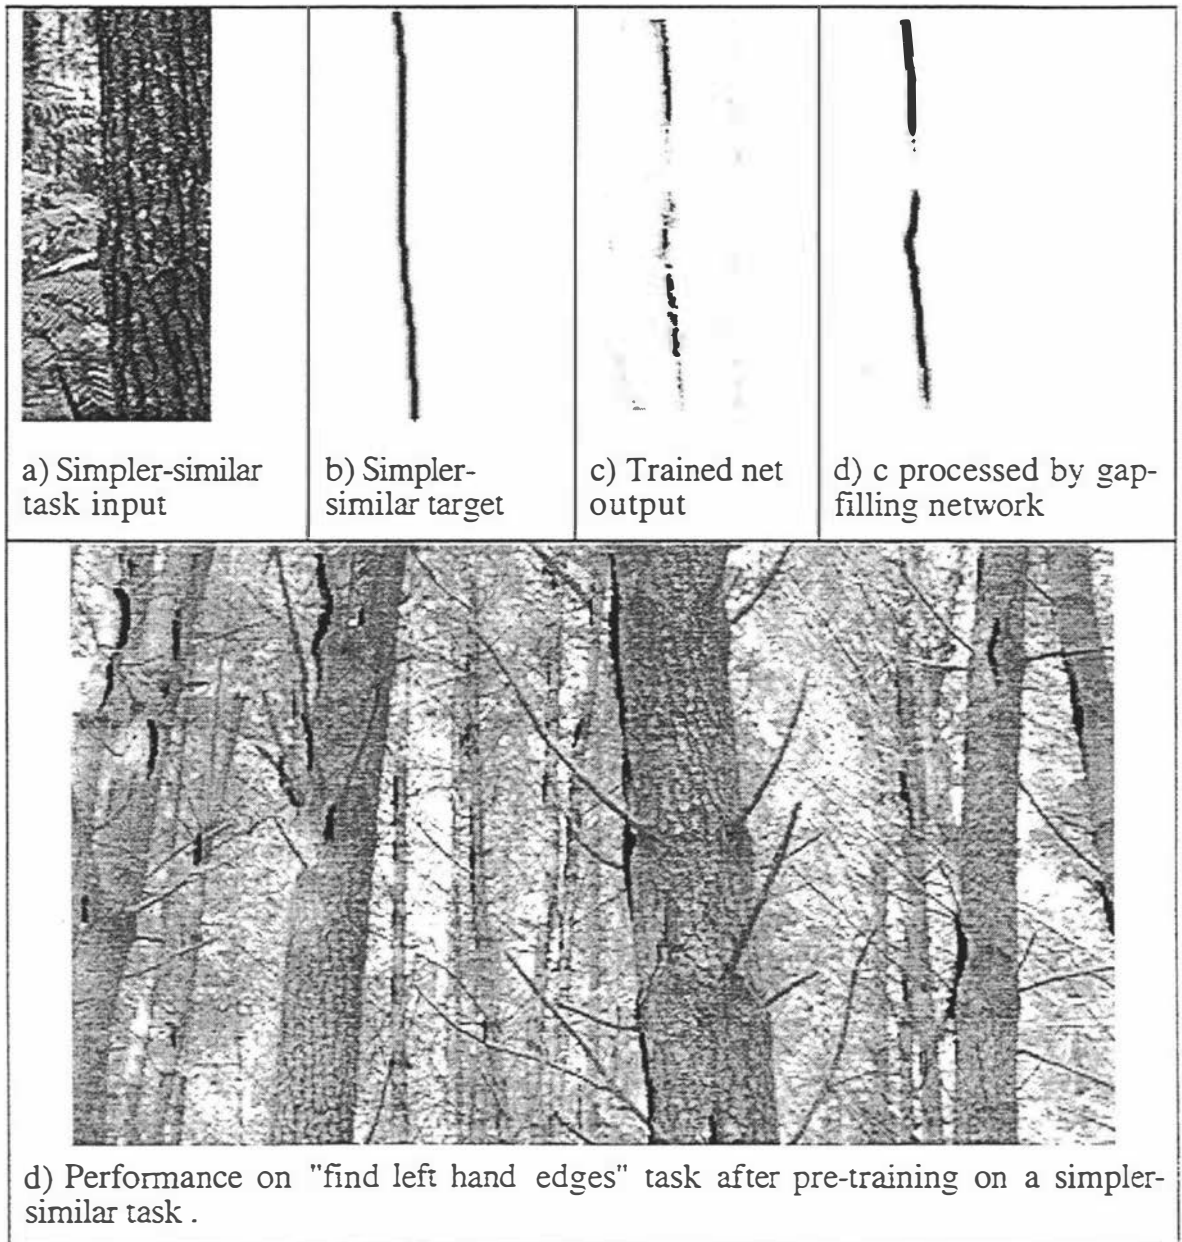 a) Simpler-similar
task input
b) Simpler-
similar target
c) Trained net
output
d) c processed by gap-
filling network
d) Performance on "find left hand edges" task after pre-training on a simpler-
similar task .